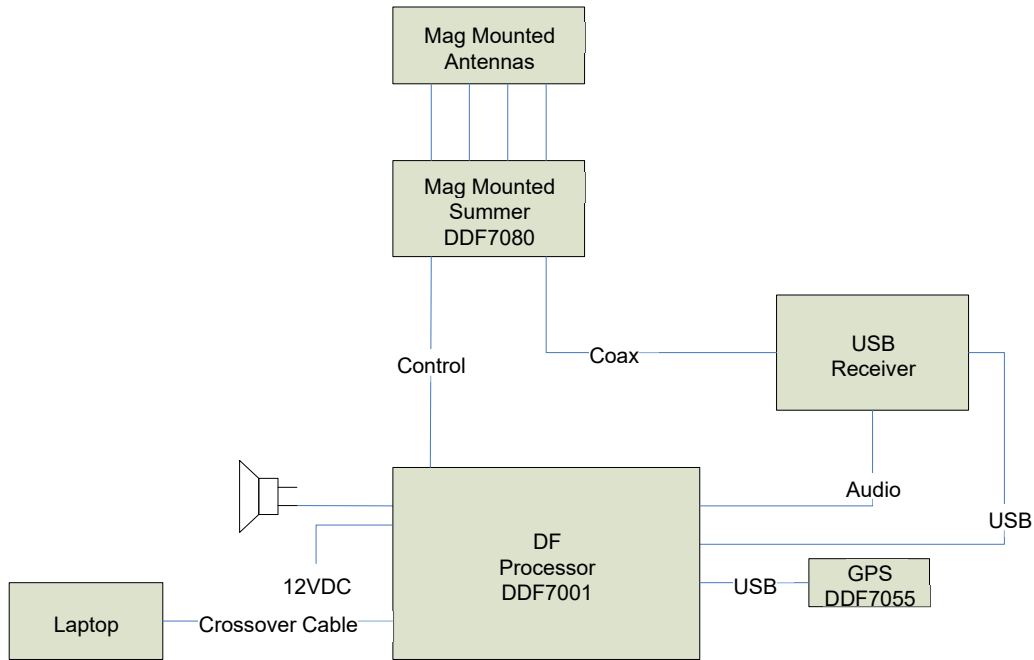 Mag Mounted
Antennas
Mag Mounted
Summer
DDF7080
USB
Receiver
Control
Coax
Audio
USB
DF
Processor
DDF7001
12VDC
USB
GPS
DDF7055
Laptop
Crossover Cable